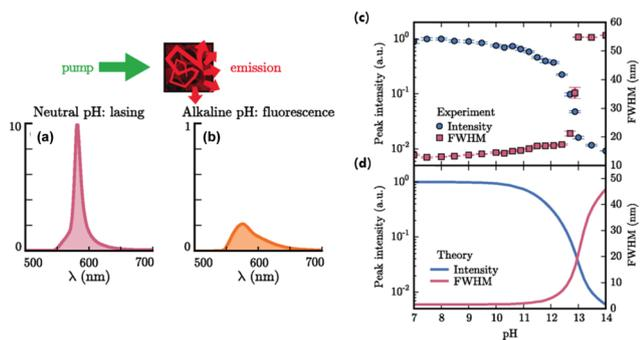 pump
emission
Neutral pH: lasing
Alkaline pH: fluorescence
10
(a)
0
500
600
700
λ (nm)
1
(b)
0
500
600
700
λ (nm)
(c)
Peak intensity (a.u.)
10⁰
10⁻¹
10⁻²
Experiment
Intensity
FWHM
60
50
40
30
20
10
FWHM (nm)
(d)
Peak intensity (a.u.)
10⁰
10⁻¹
10⁻²
Theory
Intensity
FWHM
50
40
30
20
10
0
FWHM (nm)
7 8 9 10 11 12 13 14
pH